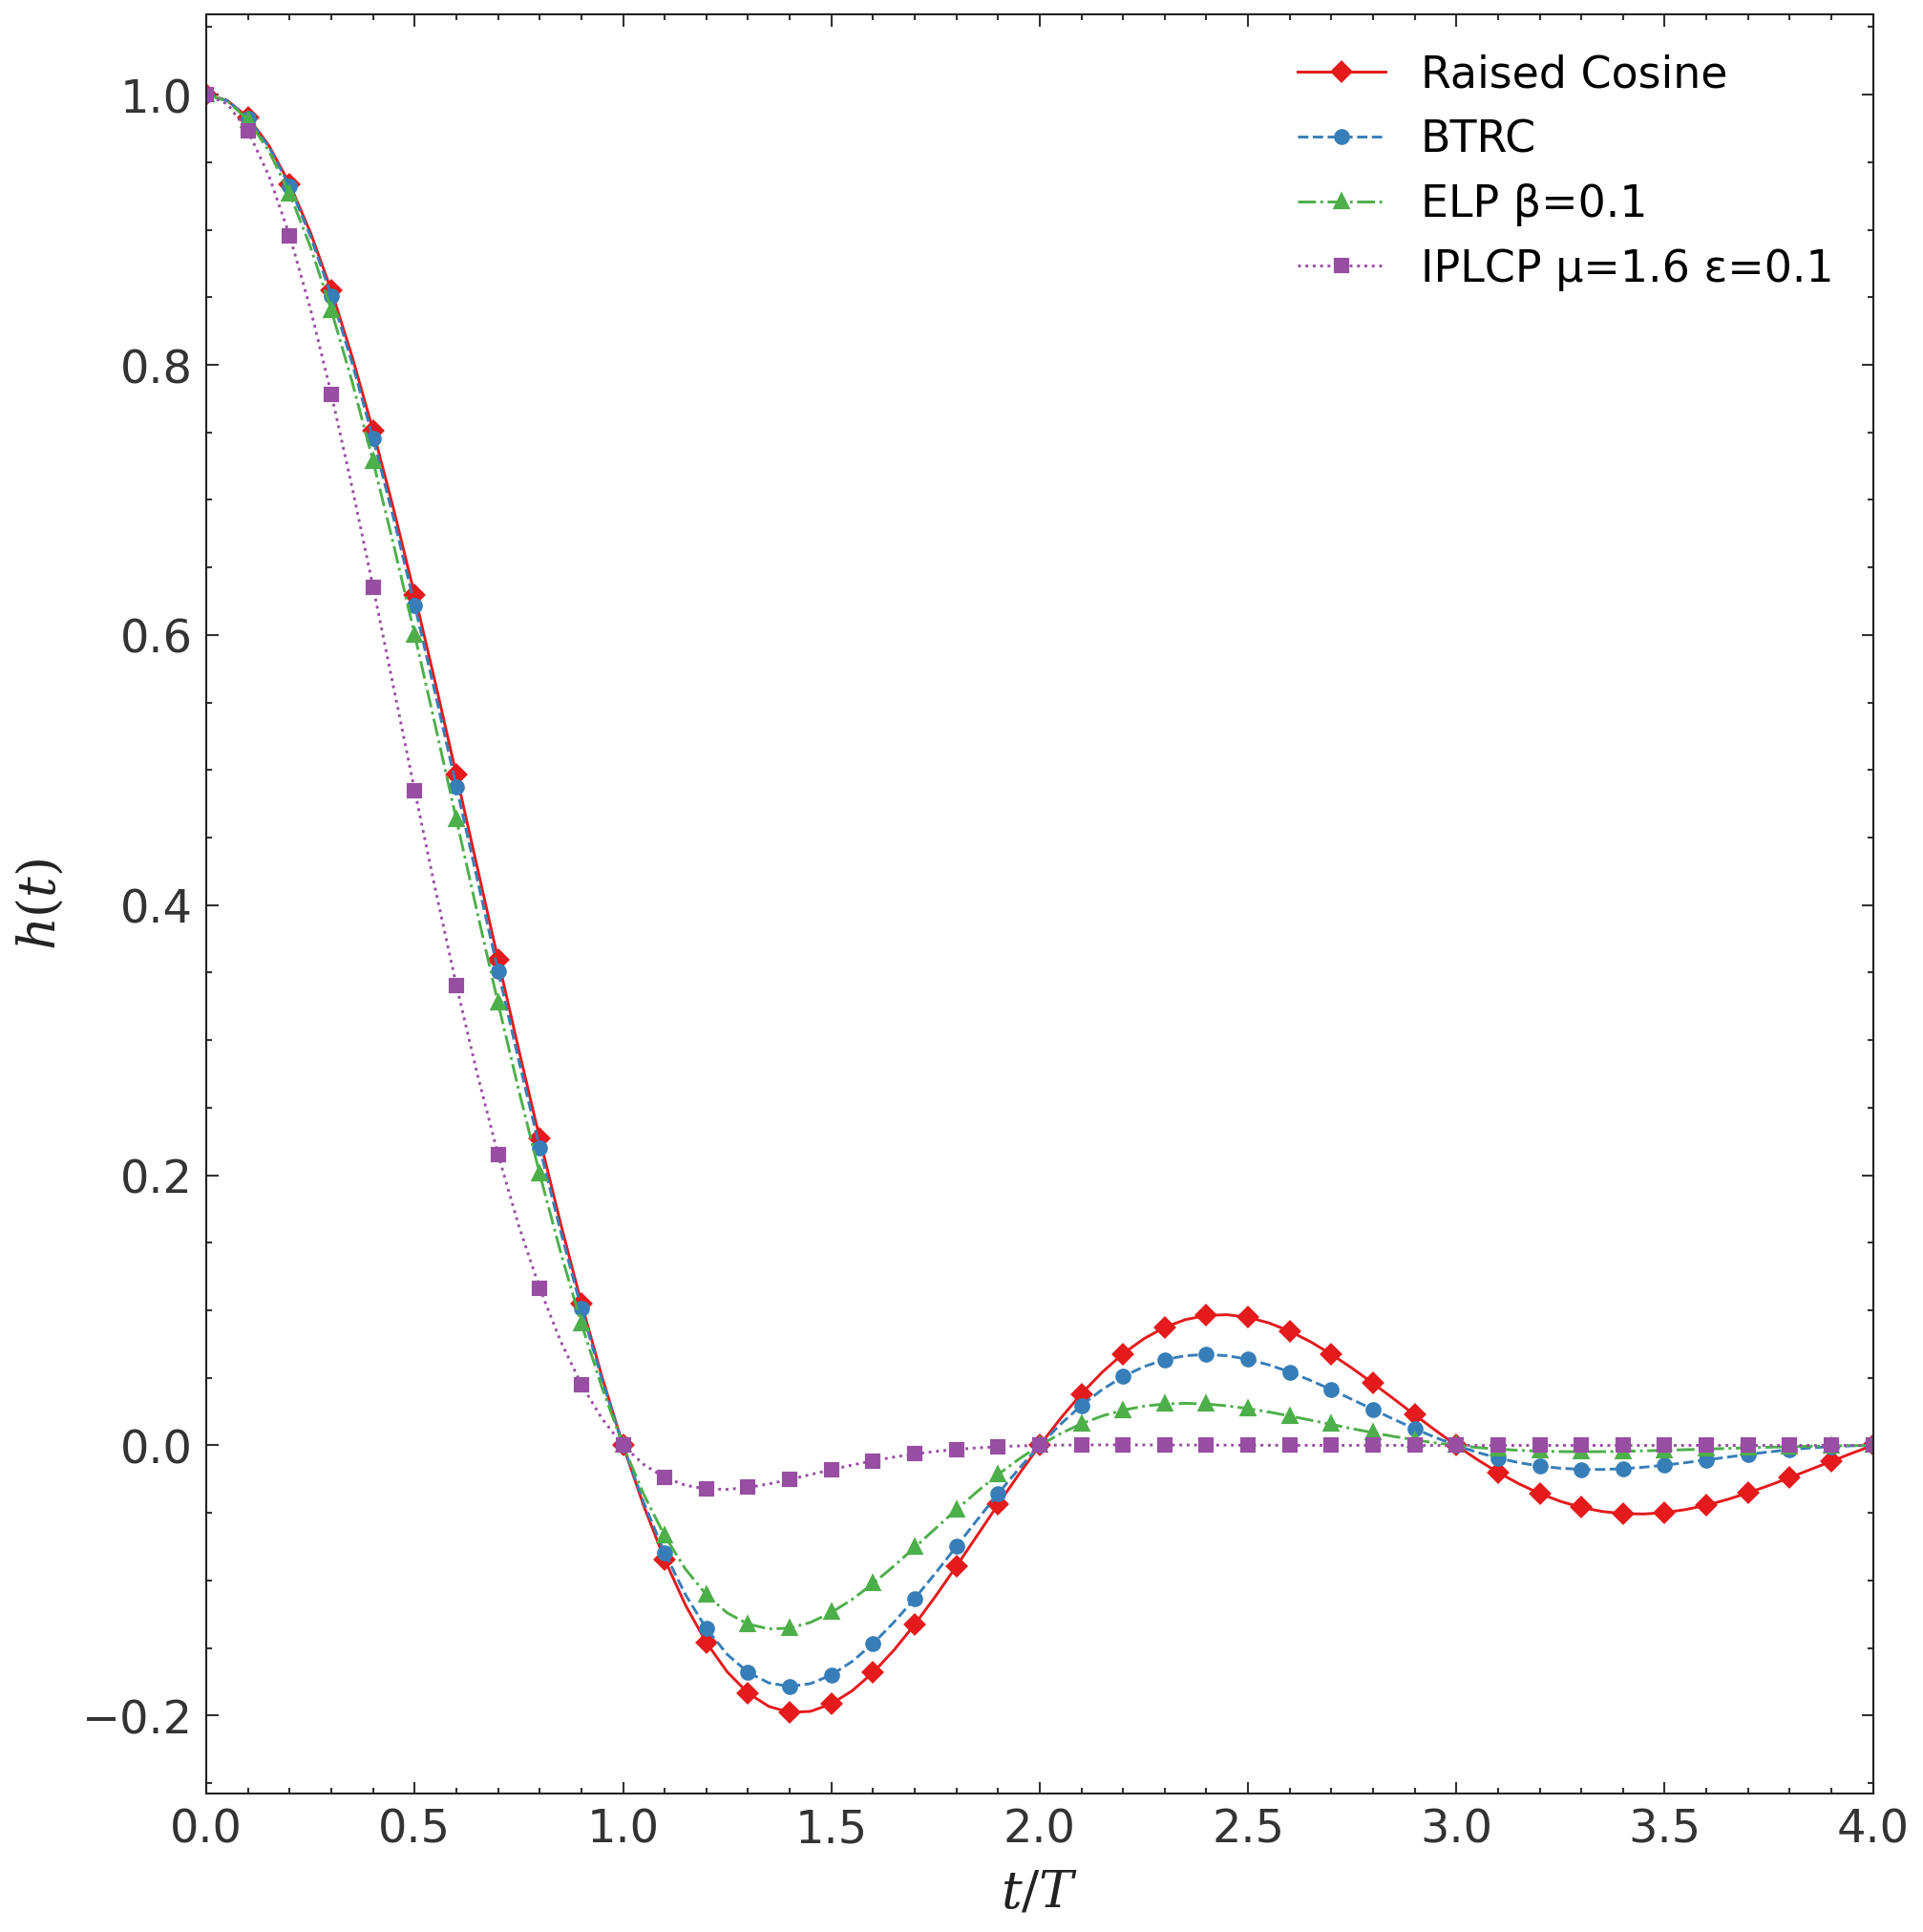 Raised Cosine
BTRC
ELP β=0.1
IPLCP μ=1.6 ε=0.1
h(t)
1.0
0.8
0.6
0.4
0.2
0.0
−0.2
0.0 0.5 1.0 1.5 2.0 2.5 3.0 3.5 4.0
t/T